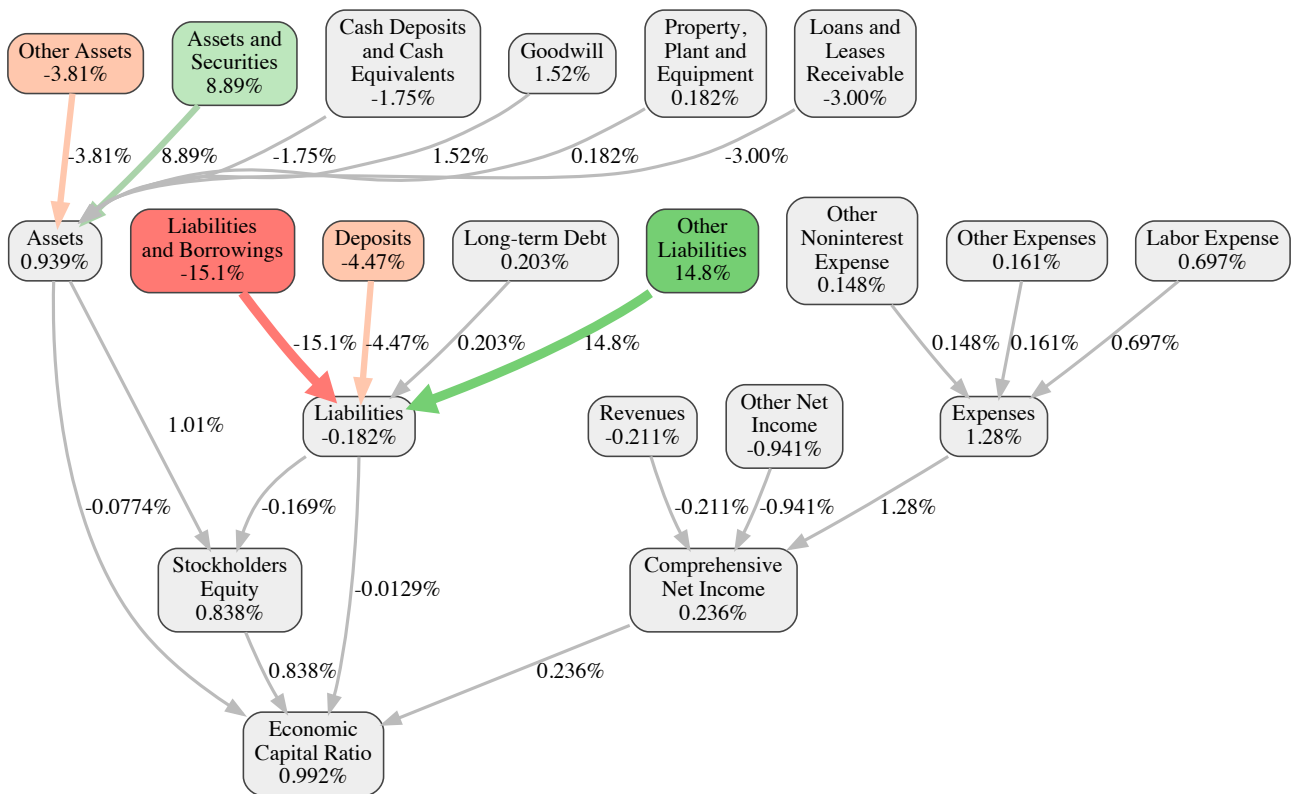 Other Assets
-3.81%
Assets and
Securities
8.89%
Cash Deposits
and Cash
Equivalents
-1.75%
Goodwill
1.52%
Property,
Plant and
Equipment
0.182%
Loans and
Leases
Receivable
-3.00%
-3.81%
8.89%
-1.75%
1.52%
0.182%
-3.00%
Assets
0.939%
Liabilities
and Borrowings
-15.1%
Deposits
-4.47%
Long-term Debt
0.203%
Other
Liabilities
14.8%
Other
Noninterest
Expense
0.148%
Other Expenses
0.161%
Labor Expense
0.697%
-15.1%
-4.47%
0.203%
14.8%
0.148%
0.161%
0.697%
1.01%
Liabilities
-0.182%
Revenues
-0.211%
Other Net
Income
-0.941%
Expenses
1.28%
-0.0774%
-0.169%
-0.211%
-0.941%
1.28%
Stockholders
Equity
0.838%
-0.0129%
Comprehensive
Net Income
0.236%
0.838%
0.236%
Economic
Capital Ratio
0.992%